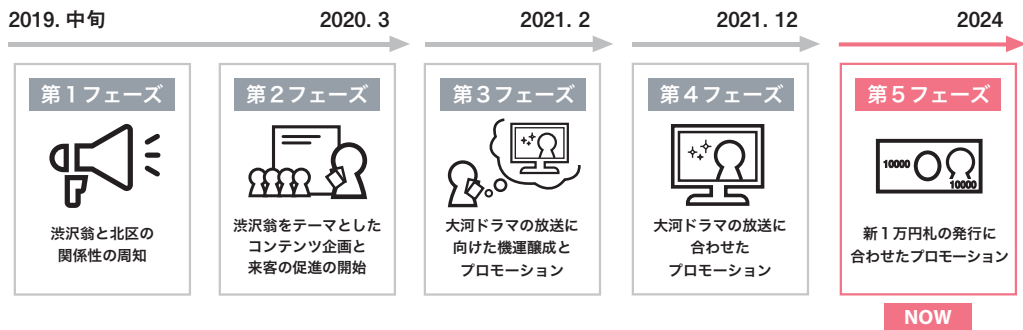 2019. 中旬
2020. 3
2021. 2
2021. 12
2024
第1フェーズ
渋沢翁と北区の
関係性の周知
第2フェーズ
渋沢翁をテーマとした
コンテンツ企画と
来客の促進の開始
第3フェーズ
大河ドラマの放送に
向けた機運醸成と
プロモーション
第4フェーズ
大河ドラマの放送に
合わせた
プロモーション
第5フェーズ
10000
10000
新1万円札の発行に
合わせたプロモーション
NOW